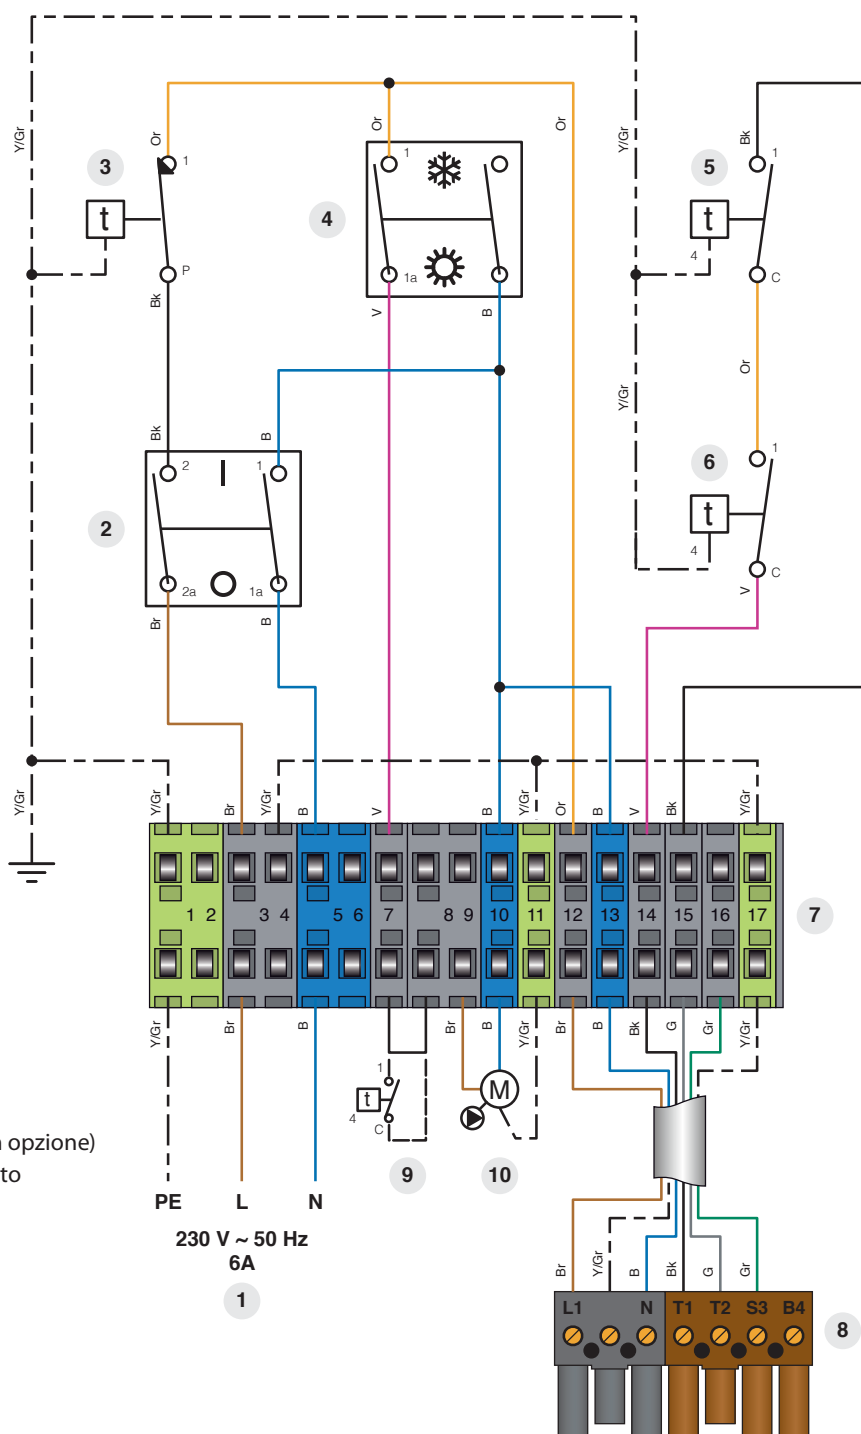 Y/Gr
Or
Or
Or
Y/Gr
Bk
3
1
t
P
Bk
4
1
1a
V
B
5
1
t
4
C
Or
Y/Gr
6
1
t
4
C
V
Bk
B
2
2
1
2a
1a
Br
B
Y/Gr
Y/Gr
Br
Y/Gr
B
V
B
Y/Gr
Or
B
V
Bk
Y/Gr
1 2 3 4 5 6 7 8 9 10 11 12 13 14 15 16 17
7
Y/Gr
Br
B
Br
B
Y/Gr
Br
B
Bk
G
Gr
Y/Gr
1
t
4
C
M
9
10
opzione)
to
PE L N
230 V ~ 50 Hz
6A
1
Br
Y/Gr
B
Bk
G
Gr
L1 N T1 T2 S3 B4
8